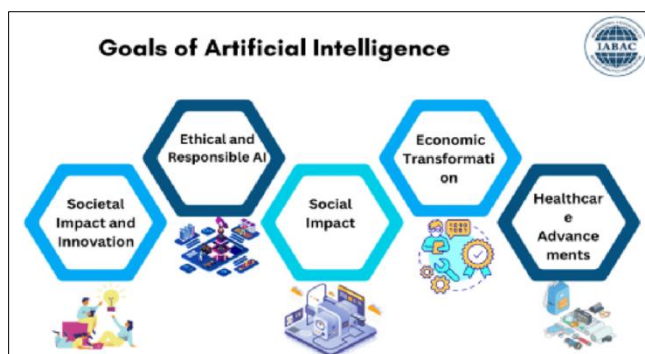 Goals of Artificial Intelligence
IABAC
Societal
Impact and
Innovation
Ethical and
Responsible AI
Social
Impact
Economic
Transformati
on
Healthcar
e
Advance
ments